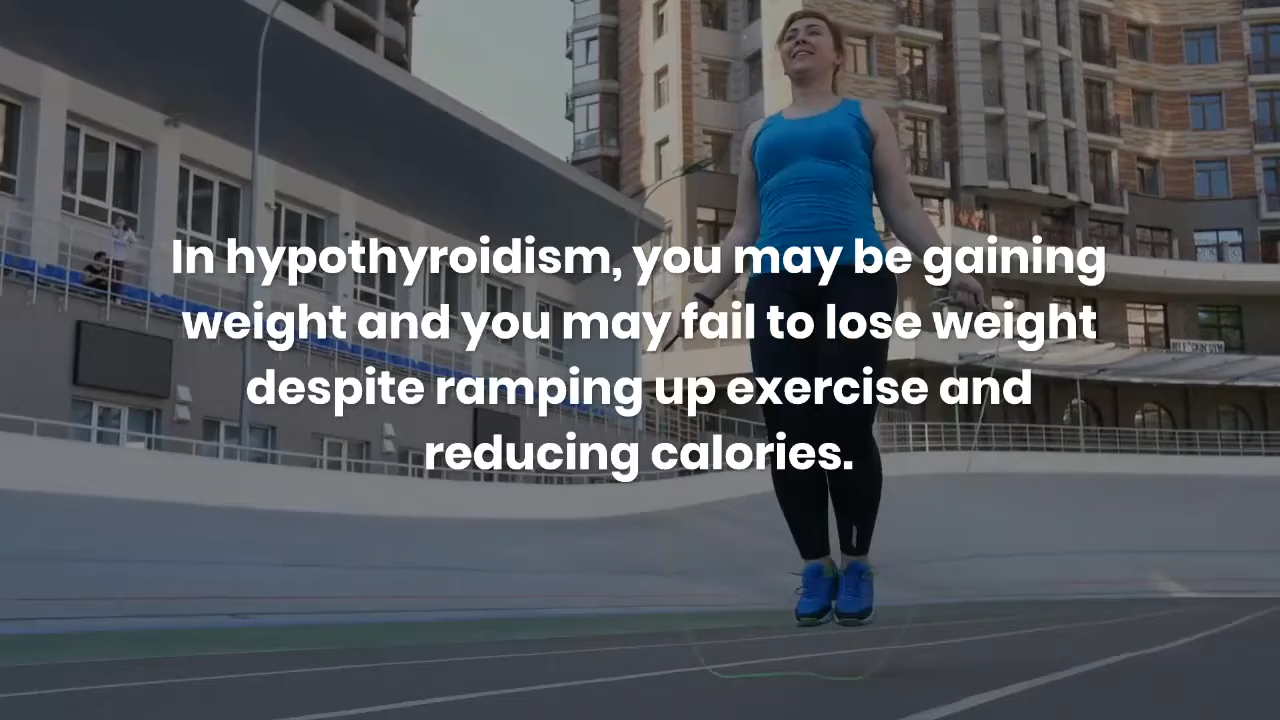 In hypothyroidism, you may be gaining
weight and you may fail to lose weight
despite ramping up exercise and
reducing calories.